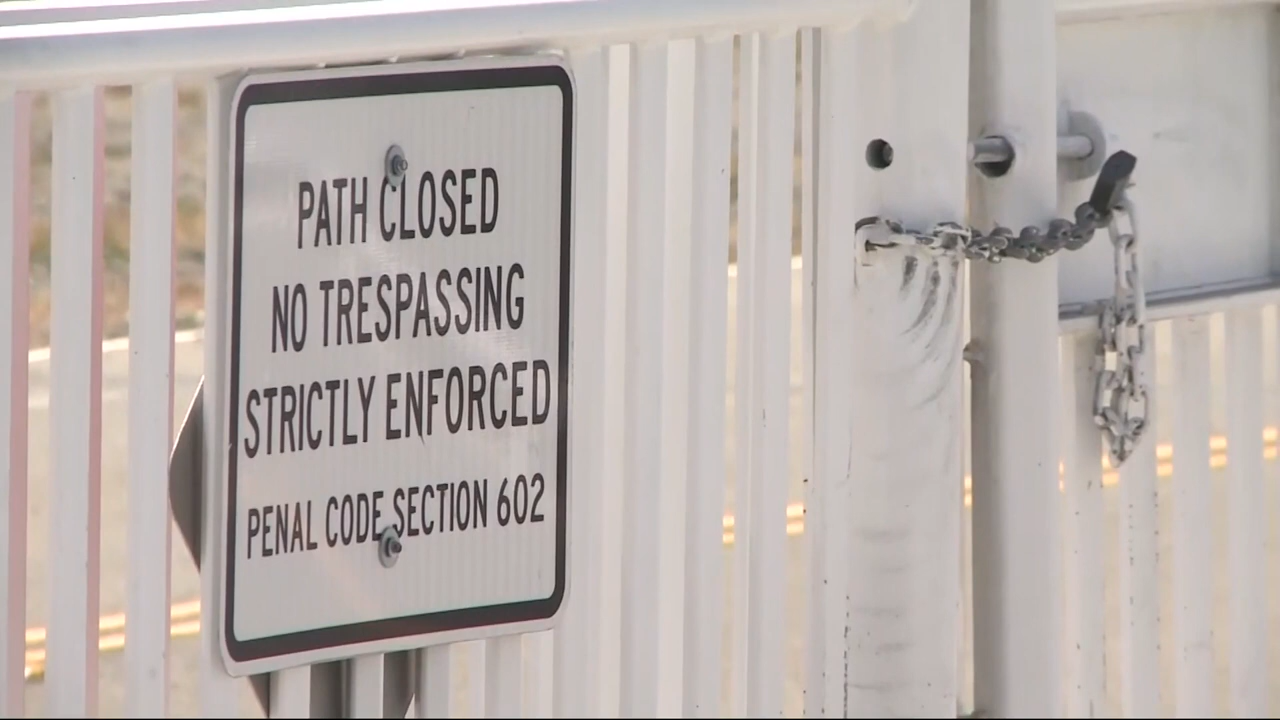 PATH CLOSED
NO TRESPASSING
STRICTLY ENFORCED
PENAL CODE SECTION 602